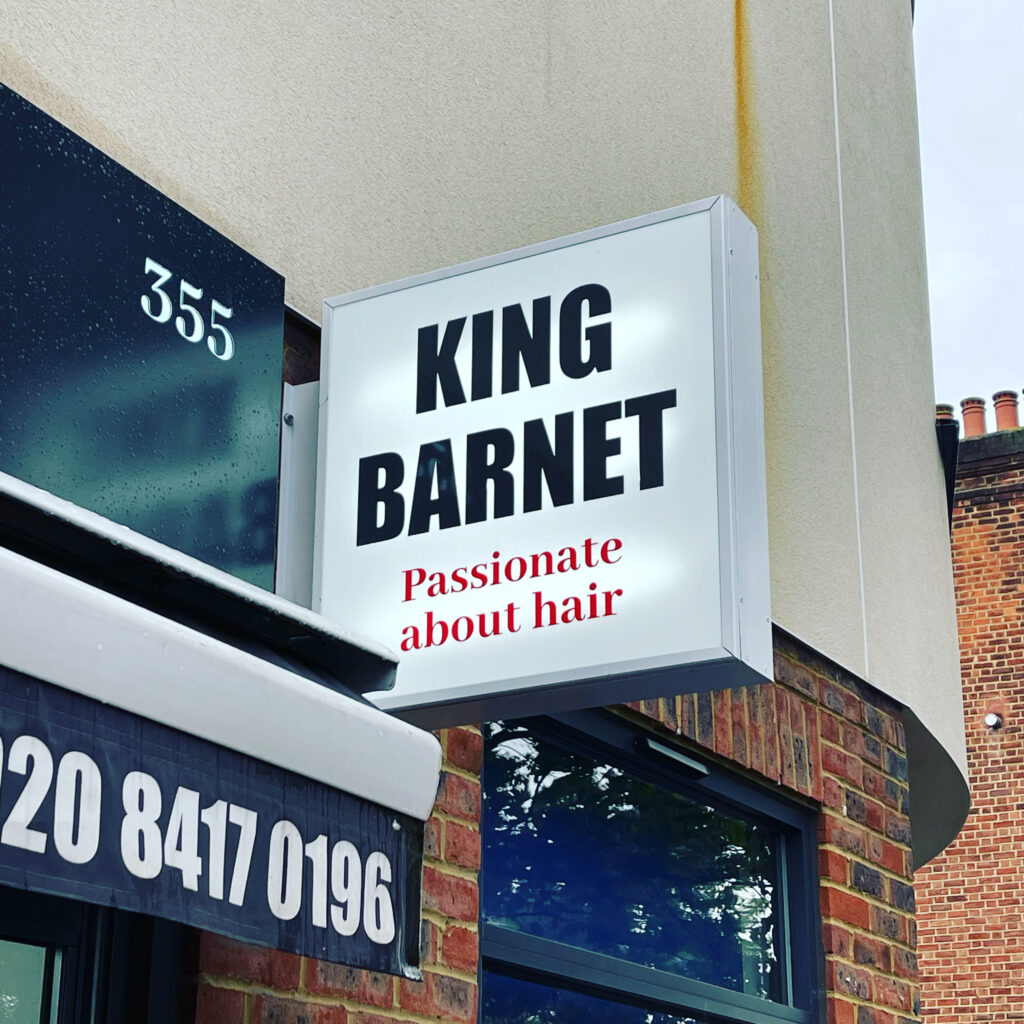 355
KING
BARNET
Passionate
about hair
020 8417 0196